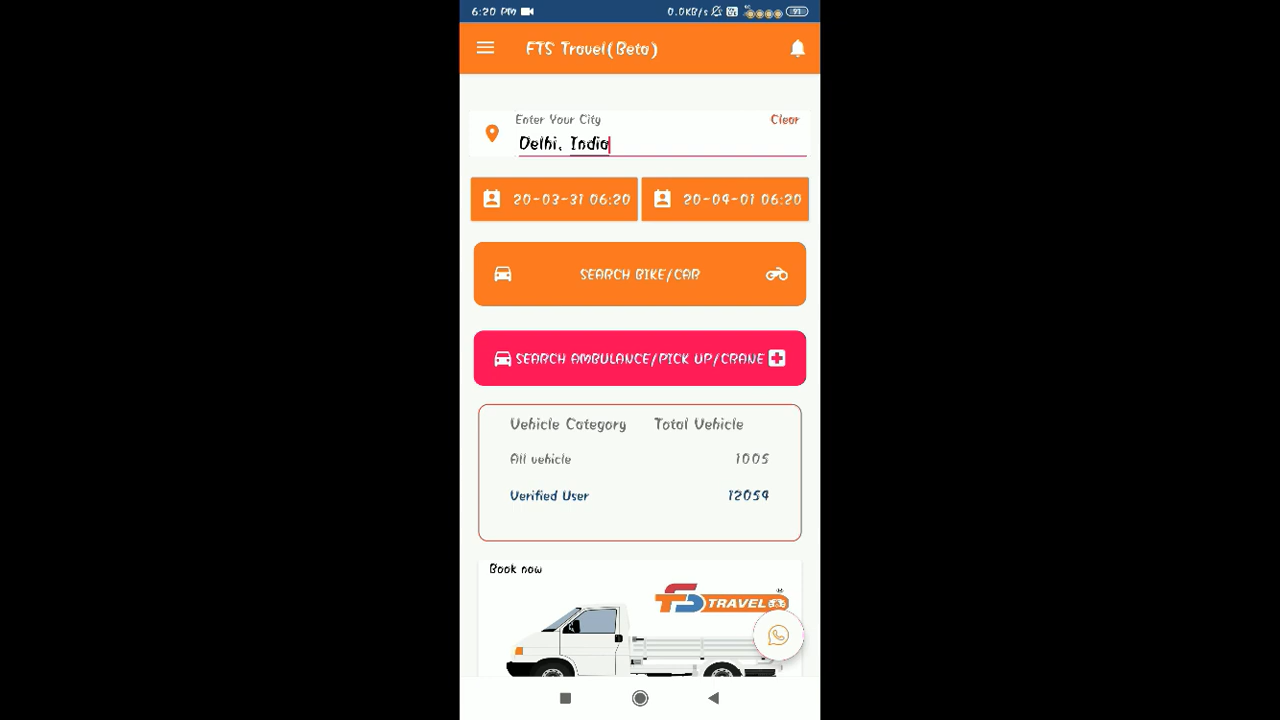 6:20 PM 0.0KB/s 91
FTS Travel(Beta)
Enter Your City Clear
Delhi, India
20-03-31 06:20 20-04-01 06:20
SEARCH BIKE/CAR
SEARCH AMBULANCE/PICK UP/CRANE
Vehicle Category Total Vehicle
All vehicle 1005
Verified User 12054
Book now
TRAVEL